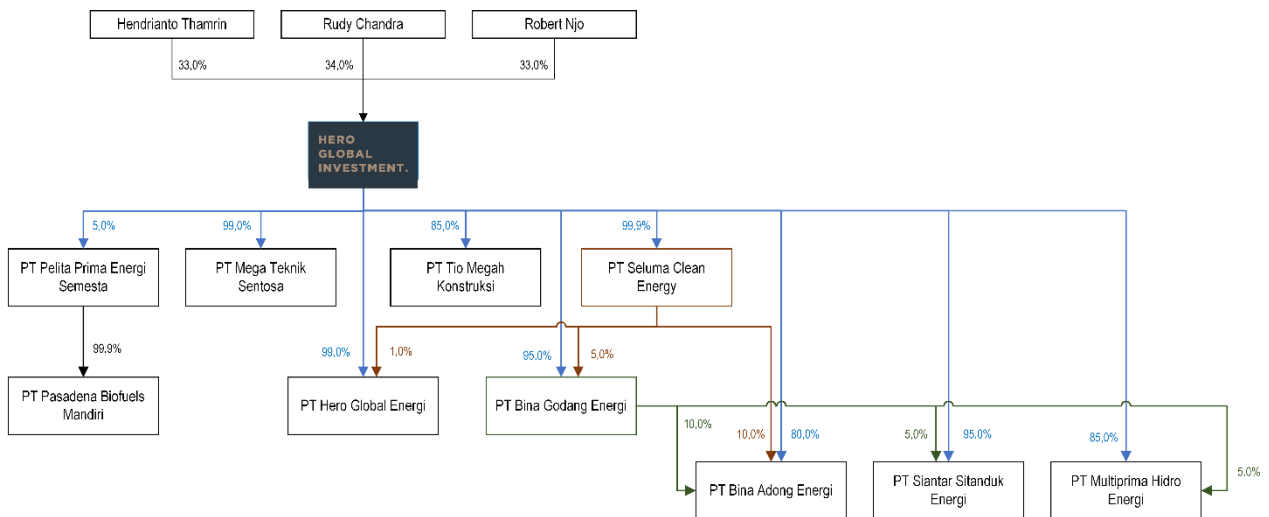 Hendrianto Thamrin
Rudy Chandra
Robert Njo
33,0%
34,0%
33,0%
HERO
GLOBAL
INVESTMENT.
5,0%
99,0%
85,0%
99,9%
PT Pelita Prima Energi
Semesta
PT Mega Teknik
Sentosa
PT Tio Megah
Konstruksi
PT Seluma Clean
Energy
99,9%
99,0%
1,0%
95,0%
5,0%
PT Pasadena Biofuels
Mandiri
PT Hero Global Energi
PT Bina Godang Energi
10,0%
10,0%
80,0%
5,0%
95,0%
85,0%
5,0%
PT Bina Adong Energi
PT Siantar Sitanduk
Energi
PT Multiprima Hidro
Energi